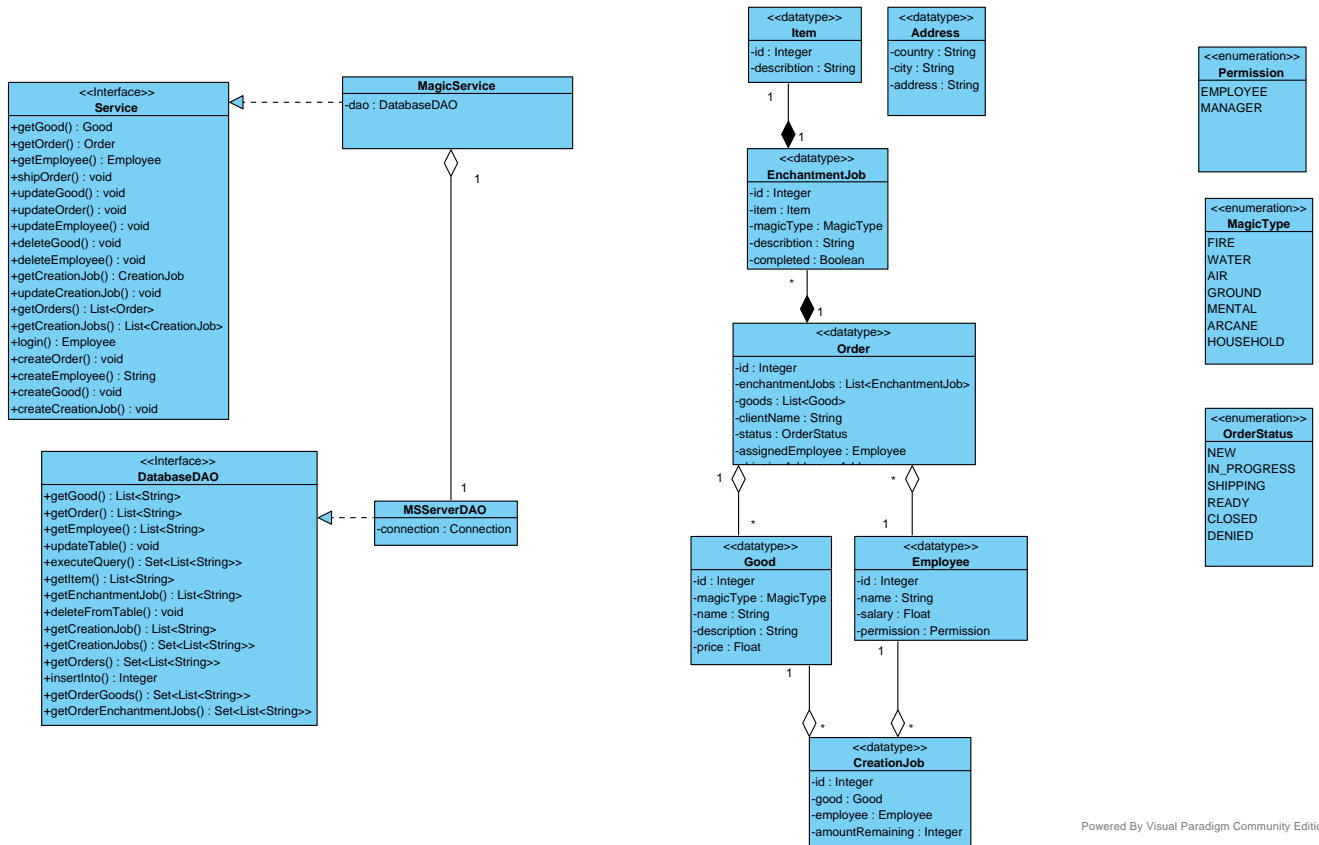 <<Interface>>
Service
+getGood() : Good
+getOrder() : Order
+getEmployee() : Employee
+shipOrder() : void
+updateGood() : void
+updateOrder() : void
+updateEmployee() : void
+deleteGood() : void
+deleteEmployee() : void
+getCreationJob() : CreationJob
+updateCreationJob() : void
+getOrders() : List<Order>
+getCreationJobs() : List<CreationJob>
+login() : Employee
+createOrder() : void
+createEmployee() : String
+createGood() : void
+createCreationJob() : void
MagicService
-dao : DatabaseDAO
1
1
<<Interface>>
DatabaseDAO
+getGood() : List<String>
+getOrder() : List<String>
+getEmployee() : List<String>
+updateTable() : void
+executeQuery() : Set<List<String>>
+getItem() : List<String>
+getEnchantmentJob() : List<String>
+deleteFromTable() : void
+getCreationJob() : List<String>
+getCreationJobs() : Set<List<String>>
+getOrders() : Set<List<String>>
+insertInto() : Integer
+getOrderGoods() : Set<List<String>>
+getOrderEnchantmentJobs() : Set<List<String>>
MSServerDAO
-connection : Connection
<<datatype>>
Item
-id : Integer
-describtion : String
<<datatype>>
Address
-country : String
-city : String
-address : String
1
1
<<datatype>>
EnchantmentJob
-id : Integer
-item : Item
-magicType : MagicType
-describtion : String
-completed : Boolean
*
1
<<datatype>>
Order
-id : Integer
-enchantmentJobs : List<EnchantmentJob>
-goods : List<Good>
-clientName : String
-status : OrderStatus
-assignedEmployee : Employee
1
*
*
1
<<datatype>>
Good
-id : Integer
-magicType : MagicType
-name : String
-description : String
-price : Float
<<datatype>>
Employee
-id : Integer
-name : String
-salary : Float
-permission : Permission
1
1
*
*
<<datatype>>
CreationJob
-id : Integer
-good : Good
-employee : Employee
-amountRemaining : Integer
<<enumeration>>
Permission
EMPLOYEE
MANAGER
<<enumeration>>
MagicType
FIRE
WATER
AIR
GROUND
MENTAL
ARCANE
HOUSEHOLD
<<enumeration>>
OrderStatus
NEW
IN_PROGRESS
SHIPPING
READY
CLOSED
DENIED
Powered By Visual Paradigm Community Editio